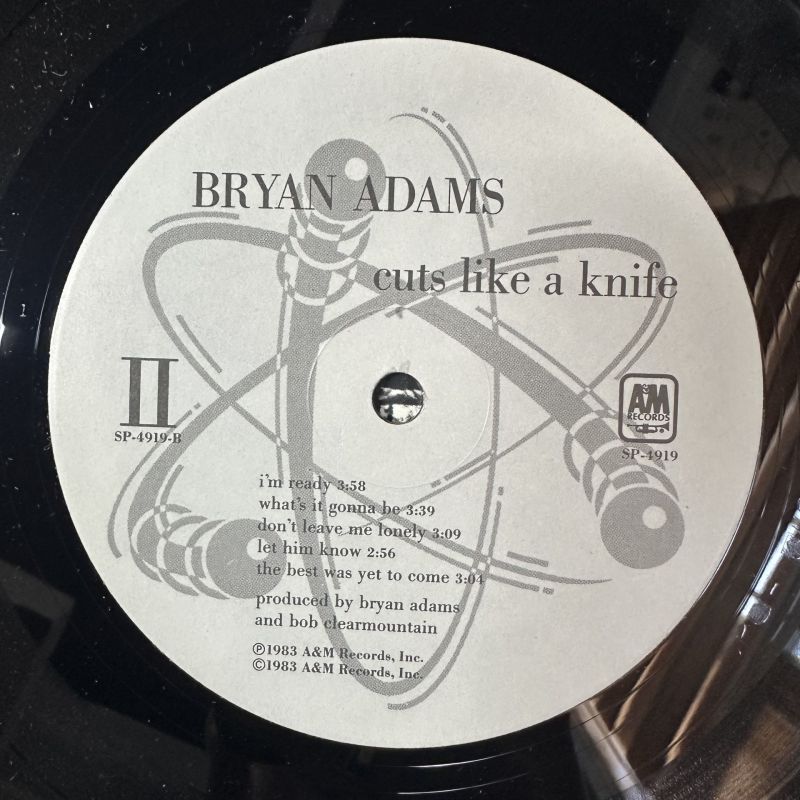 BRYAN ADAMS
cuts like a knife
II
SP-4919-B
A&M
RECORDS
SP-4919
i'm ready 3:58
what's it gonna be 3:39
don't leave me lonely 3:09
let him know 2:56
the best was yet to come 3:04
produced by bryan adams
and bob clearmountain
℗1983 A&M Records, Inc.
©1983 A&M Records, Inc.